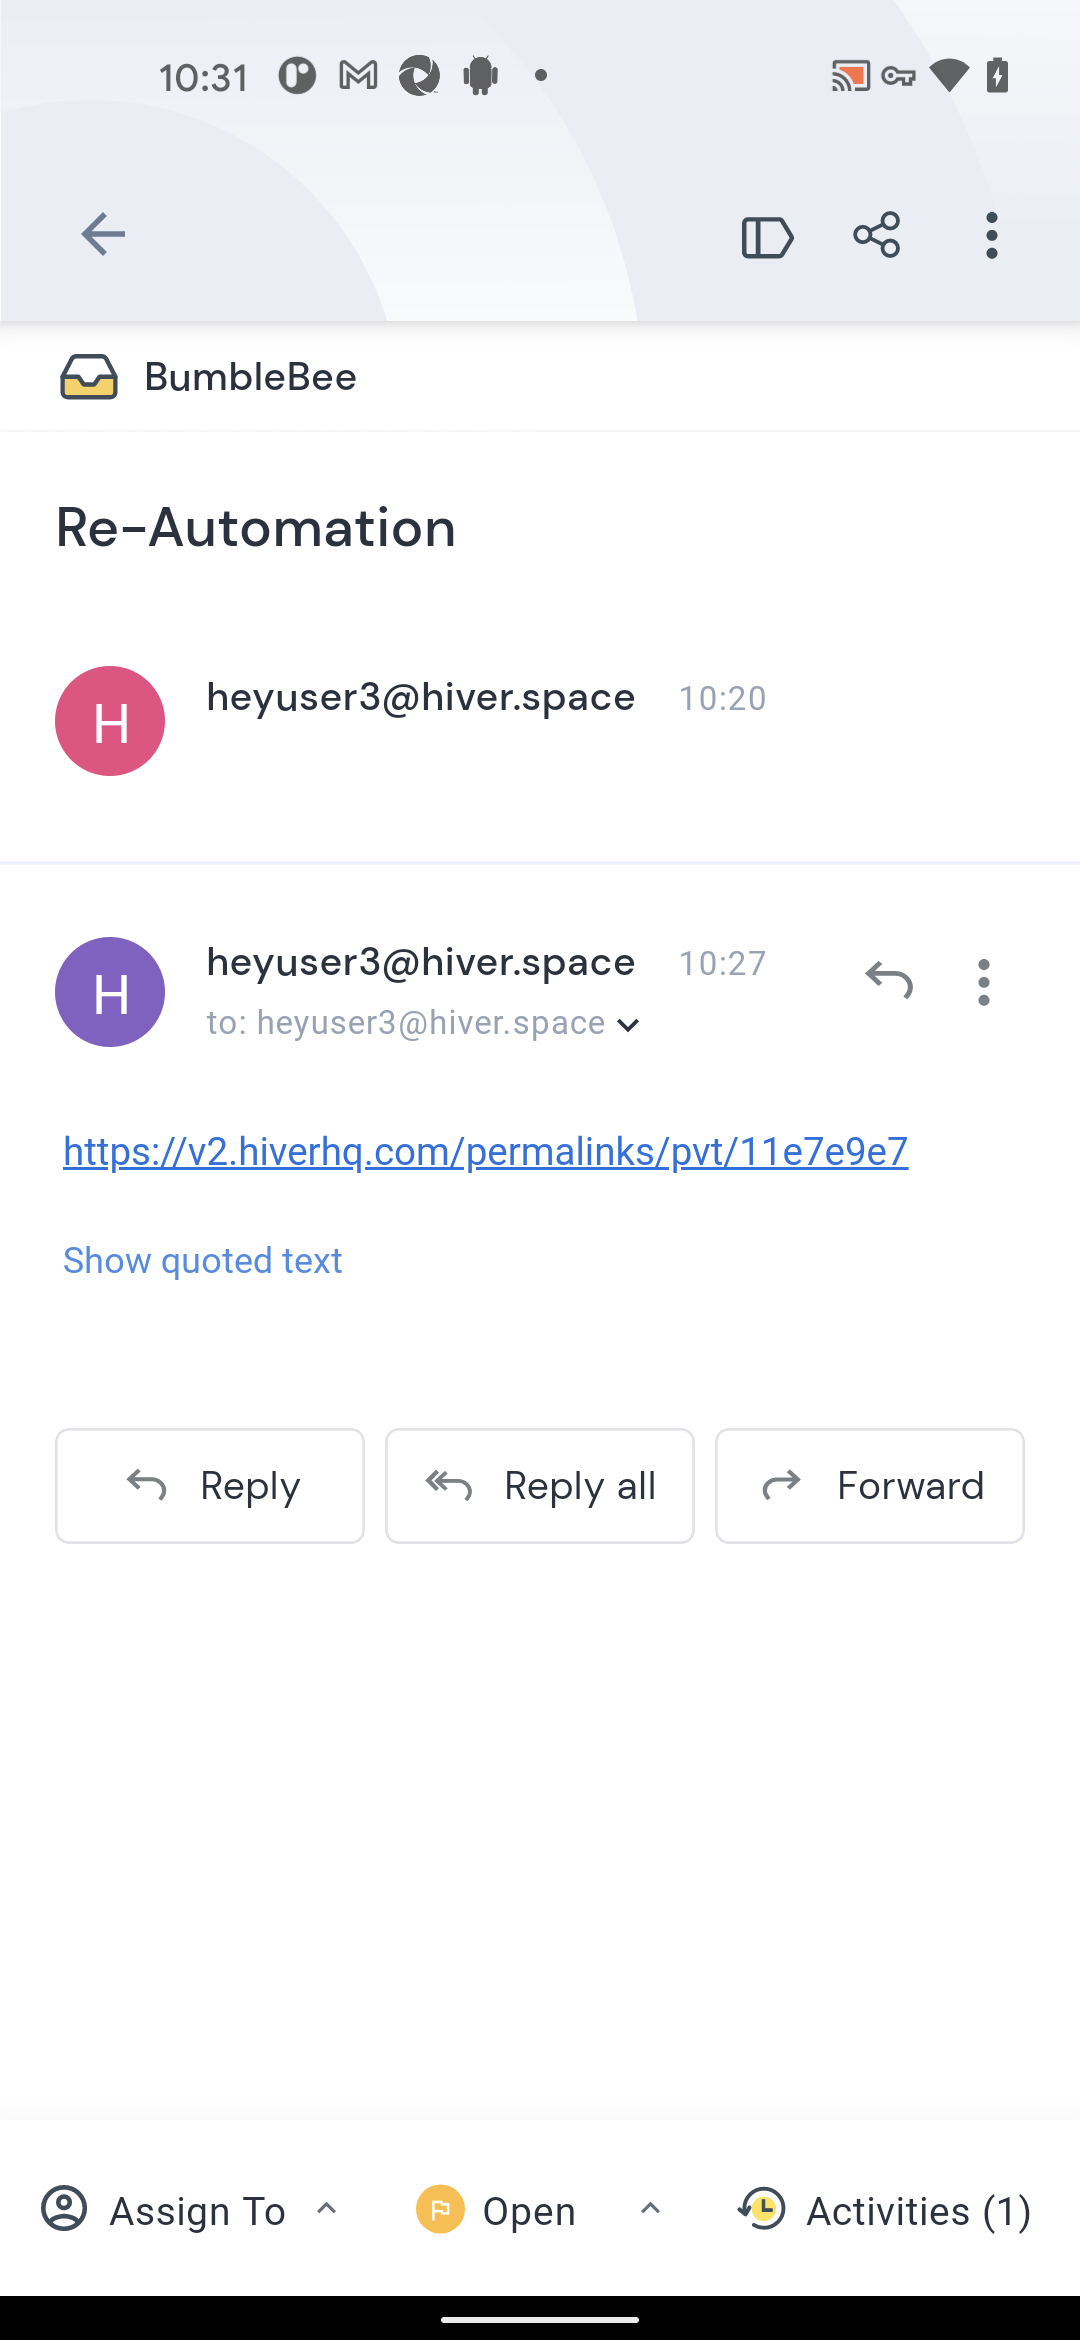 10:31
BumbleBee
Re-Automation
H
heyuser3@hiver.space 10:20
H
heyuser3@hiver.space 10:27
to: heyuser3@hiver.space
https://v2.hiverhq.com/permalinks/pvt/11e7e9e7
Show quoted text
Reply Reply all Forward
Assign To Open Activities (1)